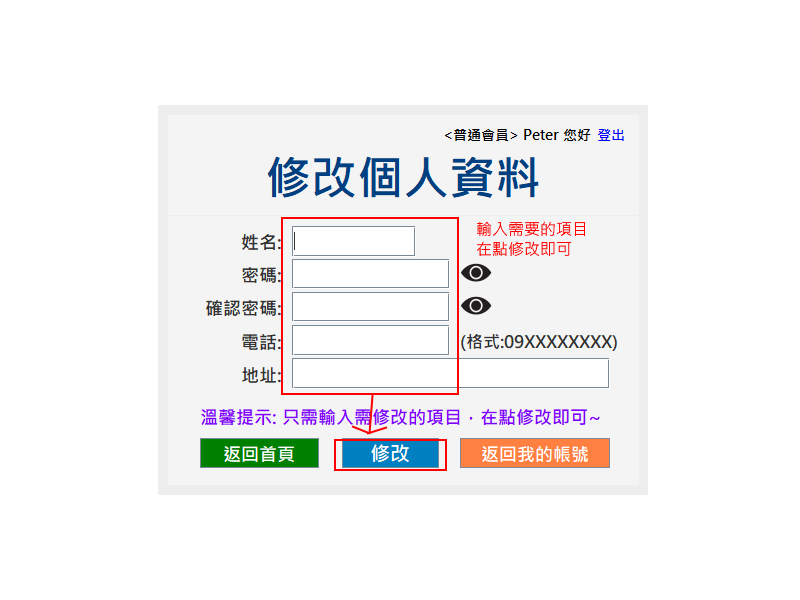 <普通會員> Peter 您好 登出
修改個人資料
輸入需要的項目
在點修改即可
姓名:
密碼:
確認密碼:
電話: (格式:09XXXXXXXX)
地址:
溫馨提示: 只需輸入需修改的項目，在點修改即可~
返回首頁 修改 返回我的帳號